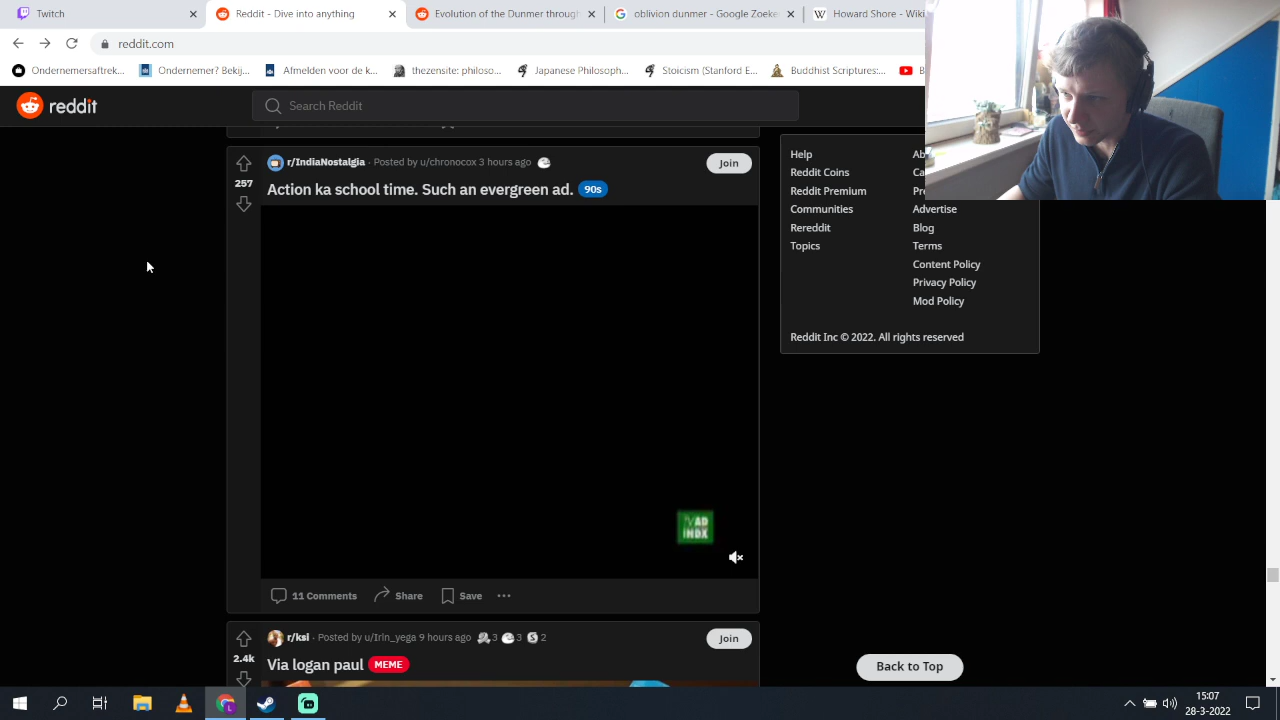 Twitch
Reddit - Dive into anything
Evolution of the Dunmer through
oblivion dunmer - Google Zoeke
Howard Shore - Wiki
reddit.com
Ondernemersaftrek...
Ondernemer? Bekij...
Afmelden voor de k...
thezensite: philoso...
Japanese Philosoph...
Stoicism (Stanford E...
Buddhist Scriptures:...
reddit
Search Reddit
r/IndiaNostalgia · Posted by u/chronocox 3 hours ago
Join
257
Action ka school time. Such an evergreen ad. 90s
AD
INDX
11 Comments
Share
Save
r/ksi · Posted by u/Irin_yega 9 hours ago 3 3 2
Join
2.4k
Via logan paul MEME
Help
Reddit Coins
Reddit Premium
Communities
Rereddit
Topics
Ab
Ca
Pre
Advertise
Blog
Terms
Content Policy
Privacy Policy
Mod Policy
Reddit Inc © 2022. All rights reserved
Back to Top
15:07
28-3-2022